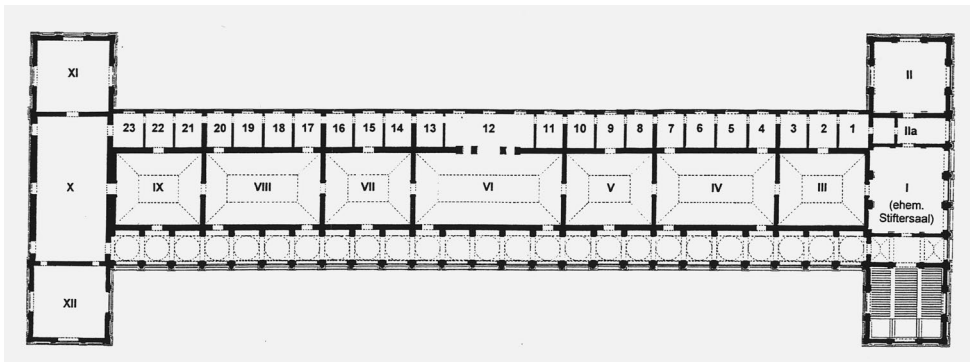 XI
II
23 22 21 20 19 18 17 16 15 14 13 12 11 10 9 8 7 6 5 4 3 2 1
IIa
X
IX
VIII
VII
VI
V
IV
III
I
(ehem.
Stiftersaal)
XII